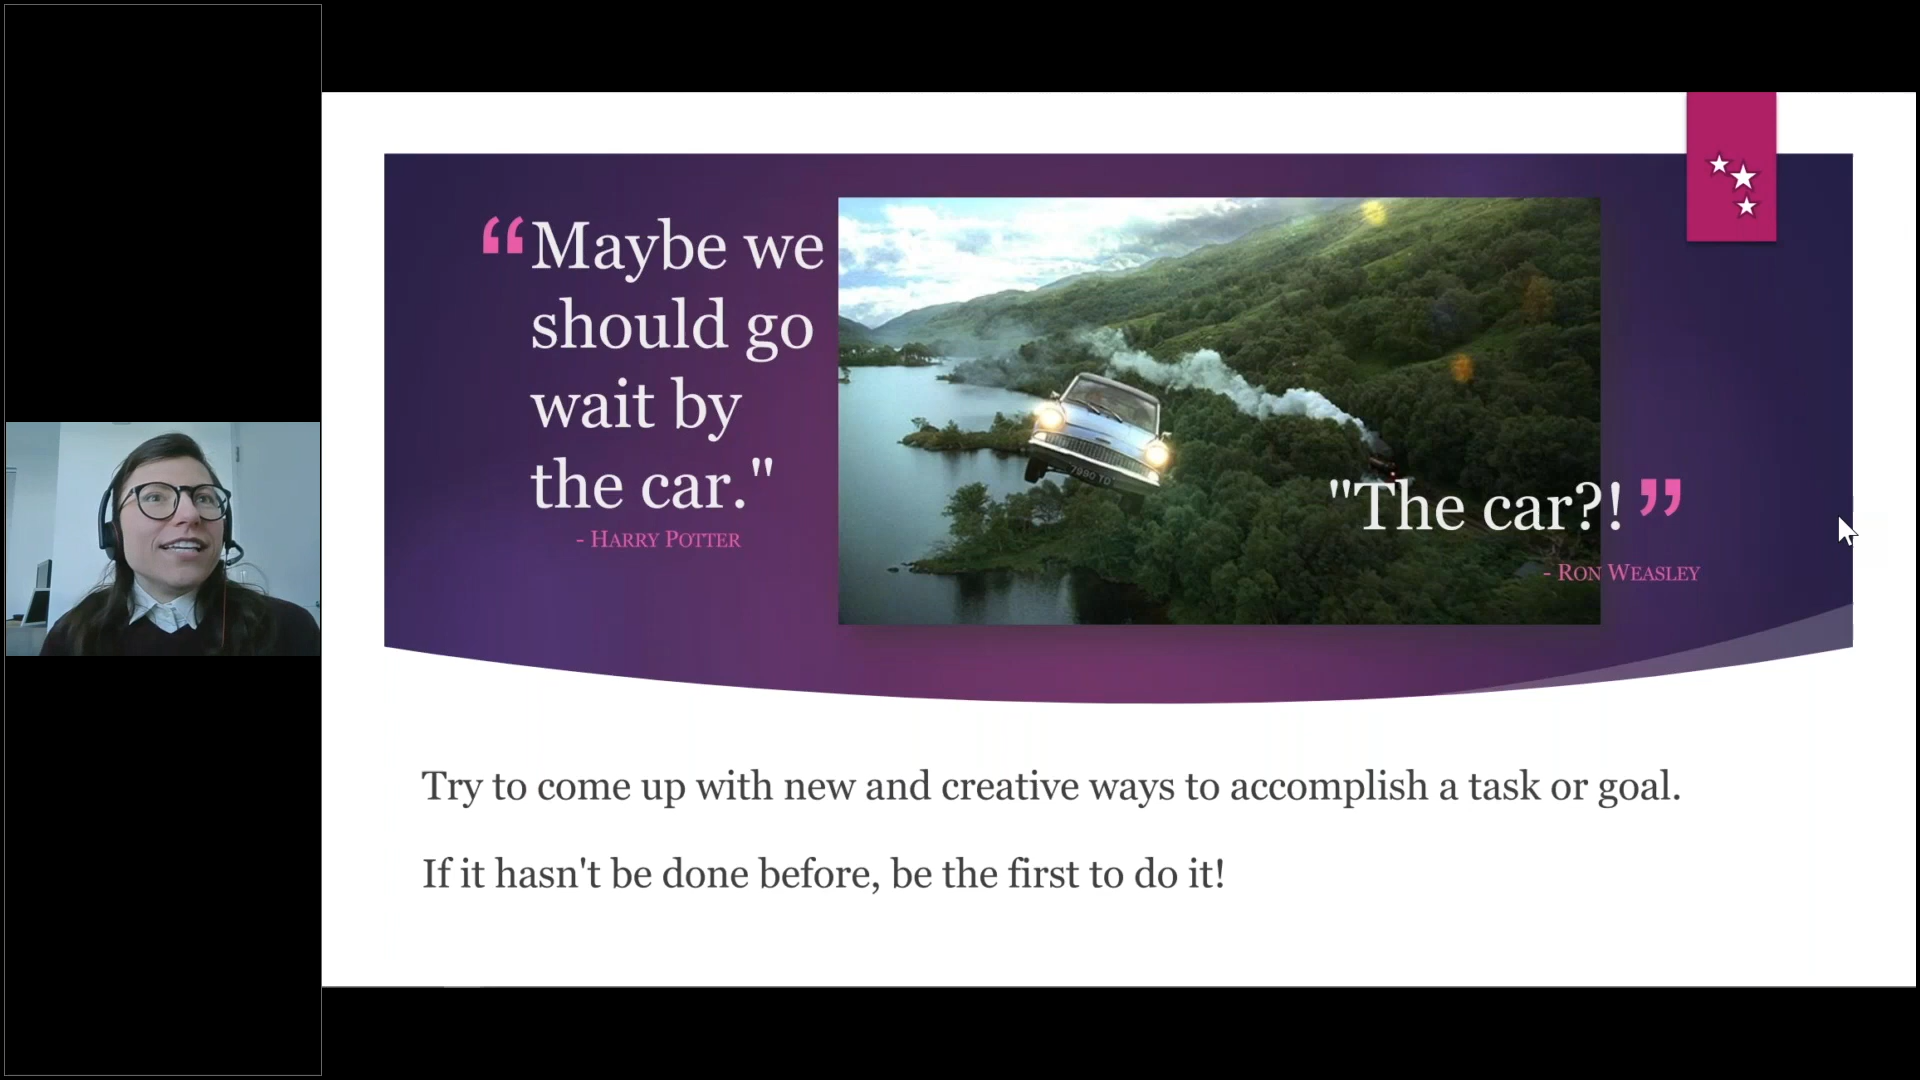 “Maybe we
should go
wait by
the car."
- HARRY POTTER
"The car?!”
- RON WEASLEY
7990 TD
Try to come up with new and creative ways to accomplish a task or goal.
If it hasn't be done before, be the first to do it!